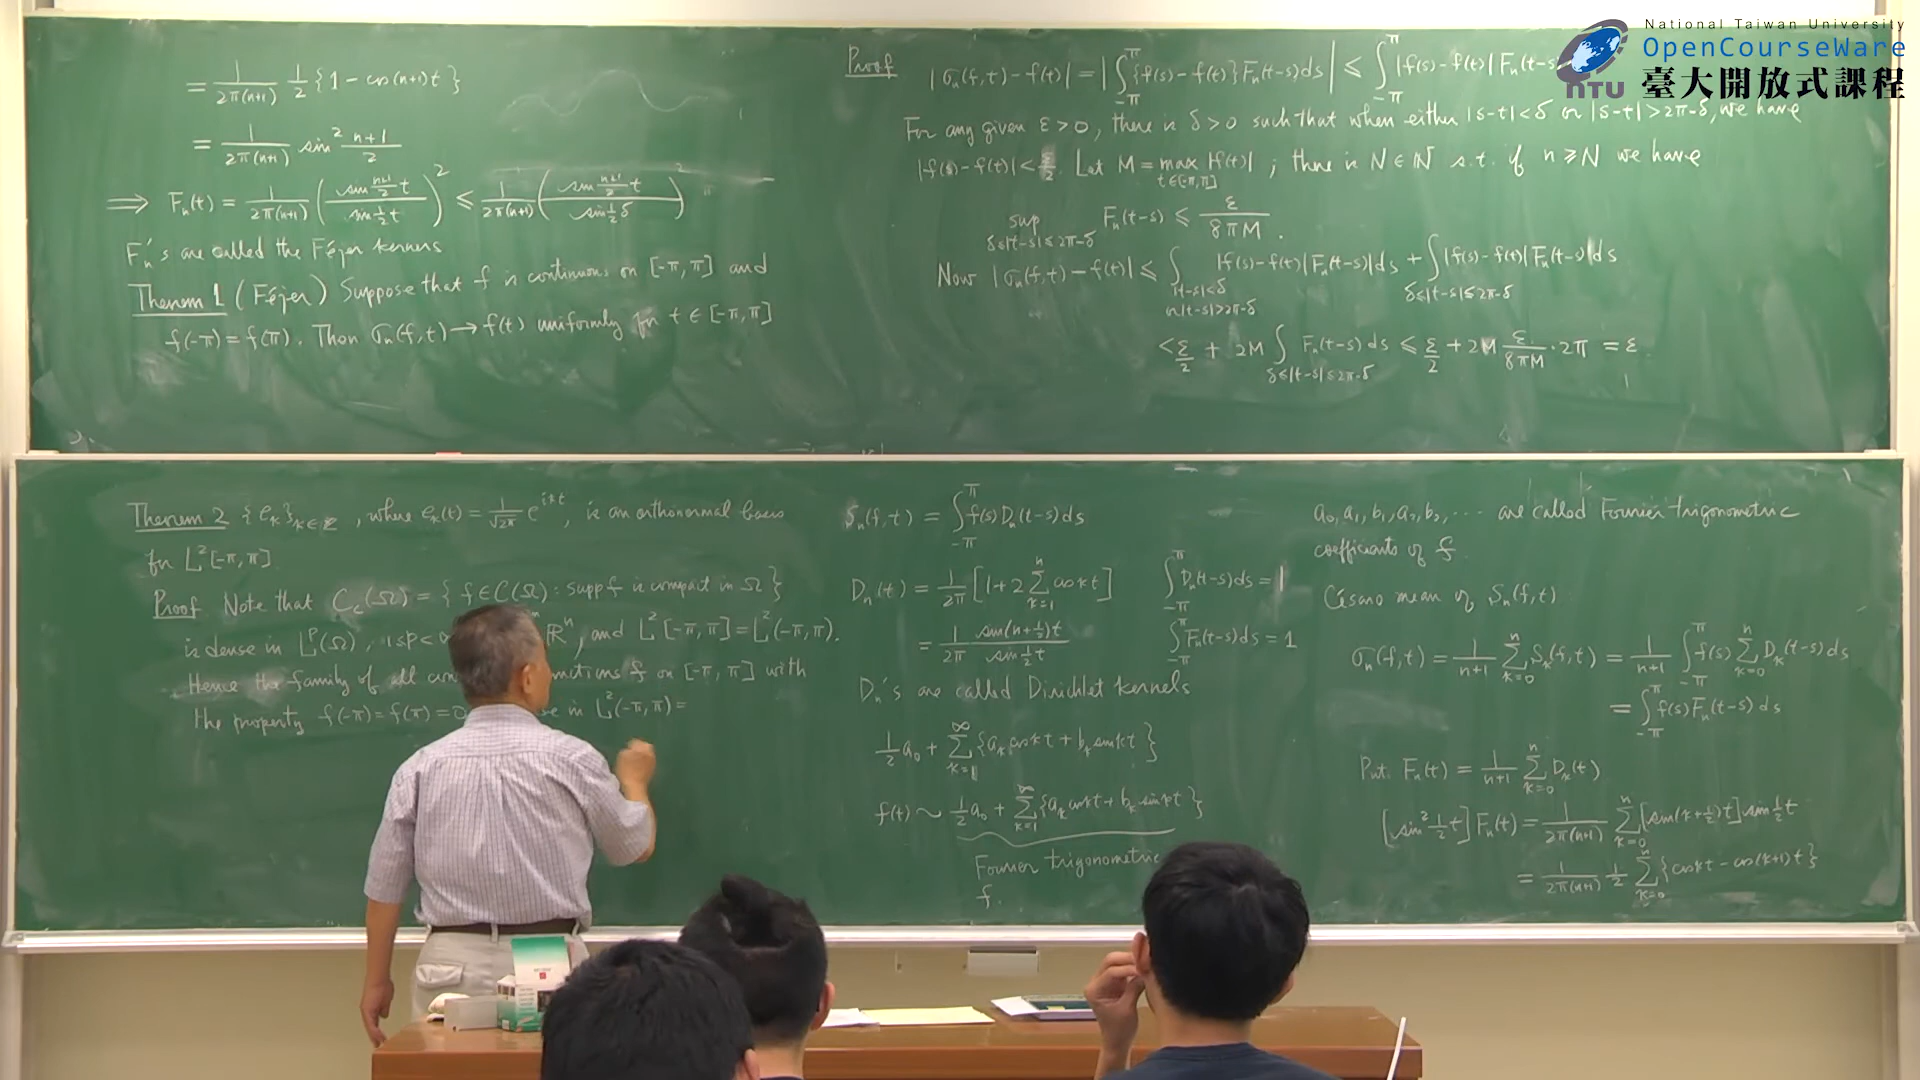 = 1/2π(n+1) 1/2 {1 - cos(n+1)t}
= 1/2π(n+1) sin² n+1/2
⟹ Fₙ(t) = 1/2π(n+1) (sin n+1/2 t / sin 1/2 t)² ≤ 1/2π(n+1) (sin n+1/2 t / sin 1/2 δ)²
Fₙ's are called the Féjer kerners
Theorem 1 (Féjer) Suppose that f is continuous on [-π,π] and
f(-π)=f(π). Then σₙ(f,t)→f(t) uniformly for t∈[-π,π]
Proof |σₙ(f,t)-f(t)| = |∫_{-π}^{π}{f(s)-f(t)}Fₙ(t-s)ds| ≤ ∫_{-π}^{π}|f(s)-f(t)|Fₙ(t-s
For any given ε>0, there is δ>0 such that when either |s-t|<δ or |s-t|>2π-δ, we have
|f(s)-f(t)|<ε/2. Let M = max_{t∈[-π,π]} |f(t)| ; there is N∈ℕ s.t. if n≥N we have
sup_{δ≤|t-s|≤2π-δ} Fₙ(t-s) ≤ ε/8πM.
Now |σₙ(f,t)-f(t)| ≤ ∫_{|t-s|<δ or |t-s|>2π-δ} |f(s)-f(t)|Fₙ(t-s)ds + ∫_{δ≤|t-s|≤2π-δ} |f(s)-f(t)|Fₙ(t-s)ds
< ε/2 + 2M ∫_{δ≤|t-s|≤2π-δ} Fₙ(t-s)ds ≤ ε/2 + 2M ε/8πM · 2π = ε
National Taiwan University
OpenCourseWare
臺大開放式課程
NTU
Theorem 2 {eₖ}_{k∈ℤ}, where eₖ(t) = 1/√2π e^{ikt}, is an orthonormal basis
for L²[-π,π]
Proof Note that C_c(Ω) = {f∈C(Ω): supp f is compact in Ω}
is dense in Lᵖ(Ω), 1≤p< ℝⁿ, and L²[-π,π]=L²(-π,π).
Hence the family of all f on [-π,π] with
the property f(-π)=f(π)=0 in L²(-π,π)=
Sₙ(f,t) = ∫_{-π}^{π} f(s)Dₙ(t-s)ds
Dₙ(t) = 1/2π [1+2 Σ_{k=1}^{n} cos kt] ∫_{-π}^{π} Dₙ(t-s)ds = 1
= 1/2π sin(n+½)t / sin ½t ∫_{-π}^{π} Fₙ(t-s)ds = 1
Dₙ's are called Dirichlet kernels
½a₀ + Σ_{k=1}^{∞} {aₖ cos kt + bₖ sin kt}
f(t) ~ ½a₀ + Σ_{k=1}^{∞} {aₖ cos kt + bₖ sin kt}
Fourier trigonometric
f.
a₀, a₁, b₁, a₂, b₂, ··· are called Fourier trigonometric
coefficients of f
Césaro mean of Sₙ(f,t)
σₙ(f,t) = 1/n+1 Σ_{k=0}^{n} Sₖ(f,t) = 1/n+1 ∫_{-π}^{π} f(s) Σ_{k=0}^{n} Dₖ(t-s)ds
= ∫_{-π}^{π} f(s)Fₙ(t-s)ds
Put Fₙ(t) = 1/n+1 Σ_{k=0}^{n} Dₖ(t)
[sin² ½t] Fₙ(t) = 1/2π(n+1) Σ_{k=0}^{n} [sin(k+½)t] sin ½t
= 1/2π(n+1) 1/2 Σ_{k=0}^{n} {cos kt - cos(k+1)t}